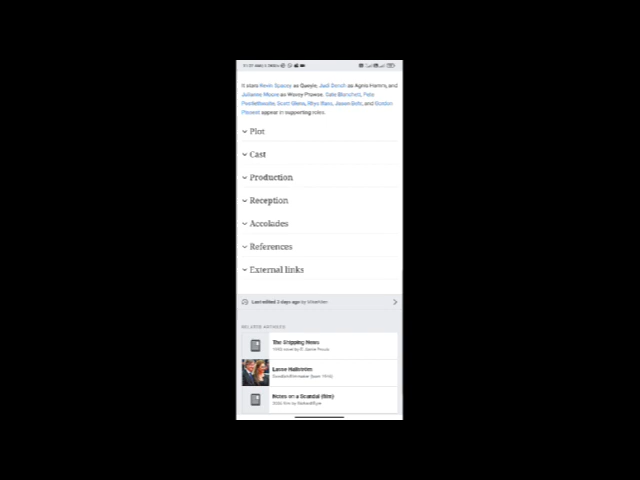 It stars Kevin Spacey as Quoyle, Judi Dench as Agnis Hamm, and
Julianne Moore as Wavey Prowse. Cate Blanchett, Pete
Postlethwaite, Scott Glenn, Rhys Ifans, Jason Behr, and Gordon
Pinsent appear in supporting roles.
Plot
Cast
Production
Reception
Accolades
References
External links
Last edited 3 days ago by
RELATED ARTICLES
The Shipping News
1993 novel by E. Annie Proulx
Lasse Hallström
Swedish filmmaker (born 1946)
Notes on a Scandal (film)
2006 film by Richard Eyre